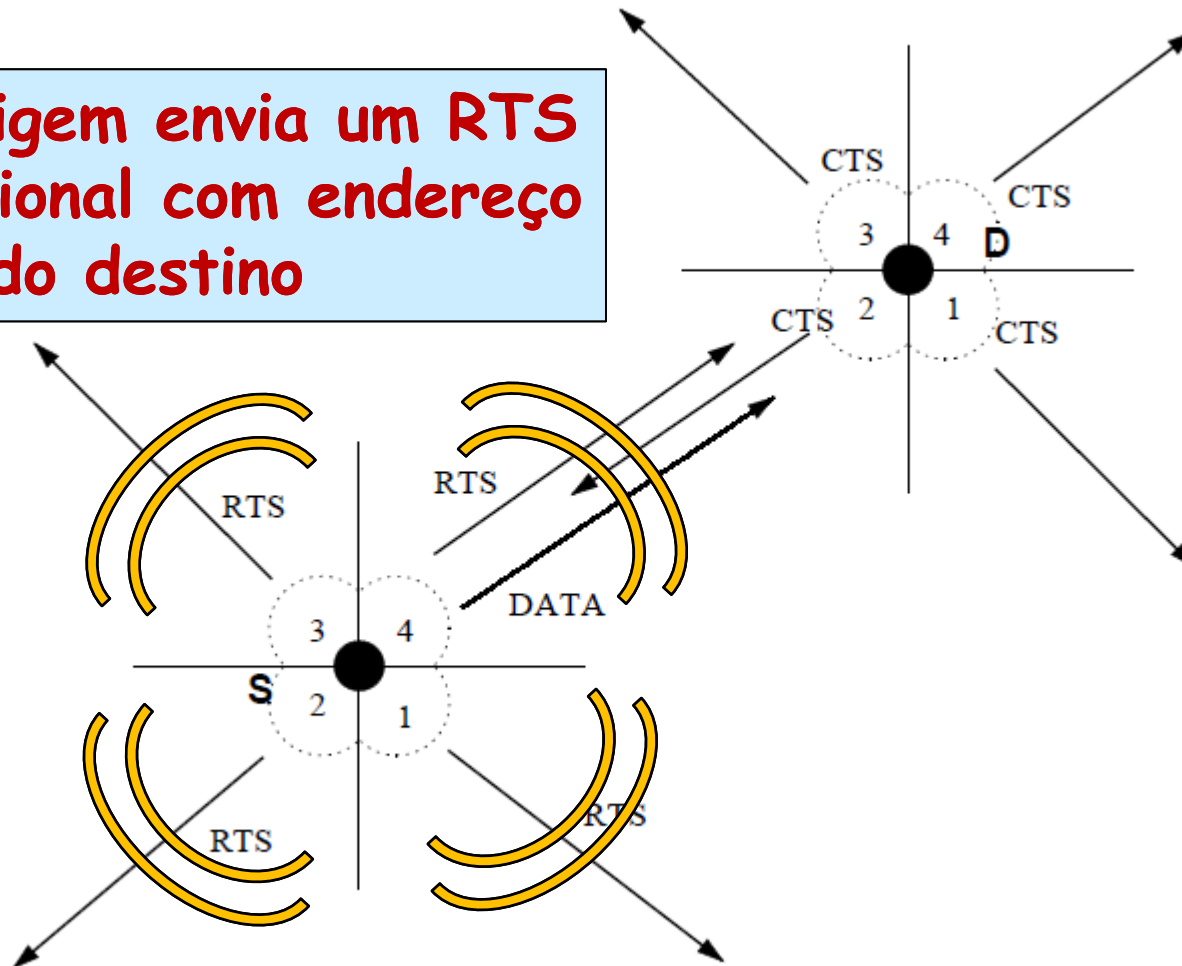 igem envia um RTS
ional com endereço
do destino
CTS
CTS
3 4 D
2 1
CTS
CTS
RTS
RTS
DATA
3 4
S
2 1
RTS
RTS